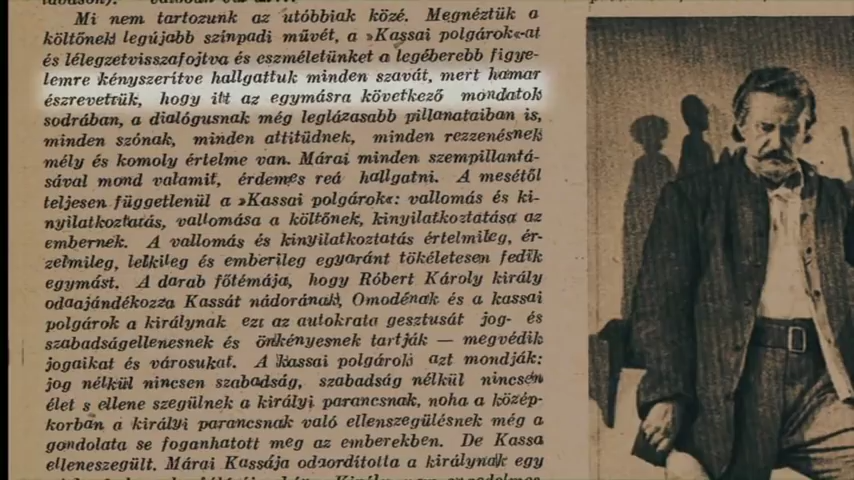 Mi nem tartozunk az utóbbiak közé. Megnéztük a
költőnek legújabb színpadi művét, a »Kassai polgárok«-at
és lélegzetvisszafojtva és eszméletünket a legéberebb figye-
lemre kényszerítve hallgattuk minden szavát, mert hamar
észrevettük, hogy itt az egymásra következő mondatok
sodrában, a dialógusnak még leglázasabb pillanataiban is,
minden szónak, minden attitüdnek, minden rezzenésnek
mély és komoly értelme van. Márai minden szempillantá-
sával mond valamit, érdemes reá hallgatni. A mesétől
teljesen függetlenül a »Kassai polgárok«: vallomás és ki-
nyilatkoztatás, vallomása a költőnek, kinyilatkoztatása az
embernek. A vallomás és kinyilatkoztatás értelmileg, ér-
zelmileg, lelkileg és emberileg egyaránt tökéletesen fedik
egymást. A darab főtémája, hogy Róbert Károly király
odaajándékozza Kassát nádorának, Omodénak és a kassai
polgárok a királynak ezt az autokrata gesztusát jog- és
szabadságellenesnek és önkényesnek tartják — megvédik
jogaikat és városukat. A kassai polgárok azt mondják:
jog nélkül nincsen szabadság, szabadság nélkül nincsen
élet s ellene szegülnek a királyi parancsnak, noha a közép-
korban a királyi parancsnak való ellenszegülésnek még a
gondolata se foganhatott meg az emberekben. De Kassa
elleneszegült. Márai Kassája odaordította a királynak egy